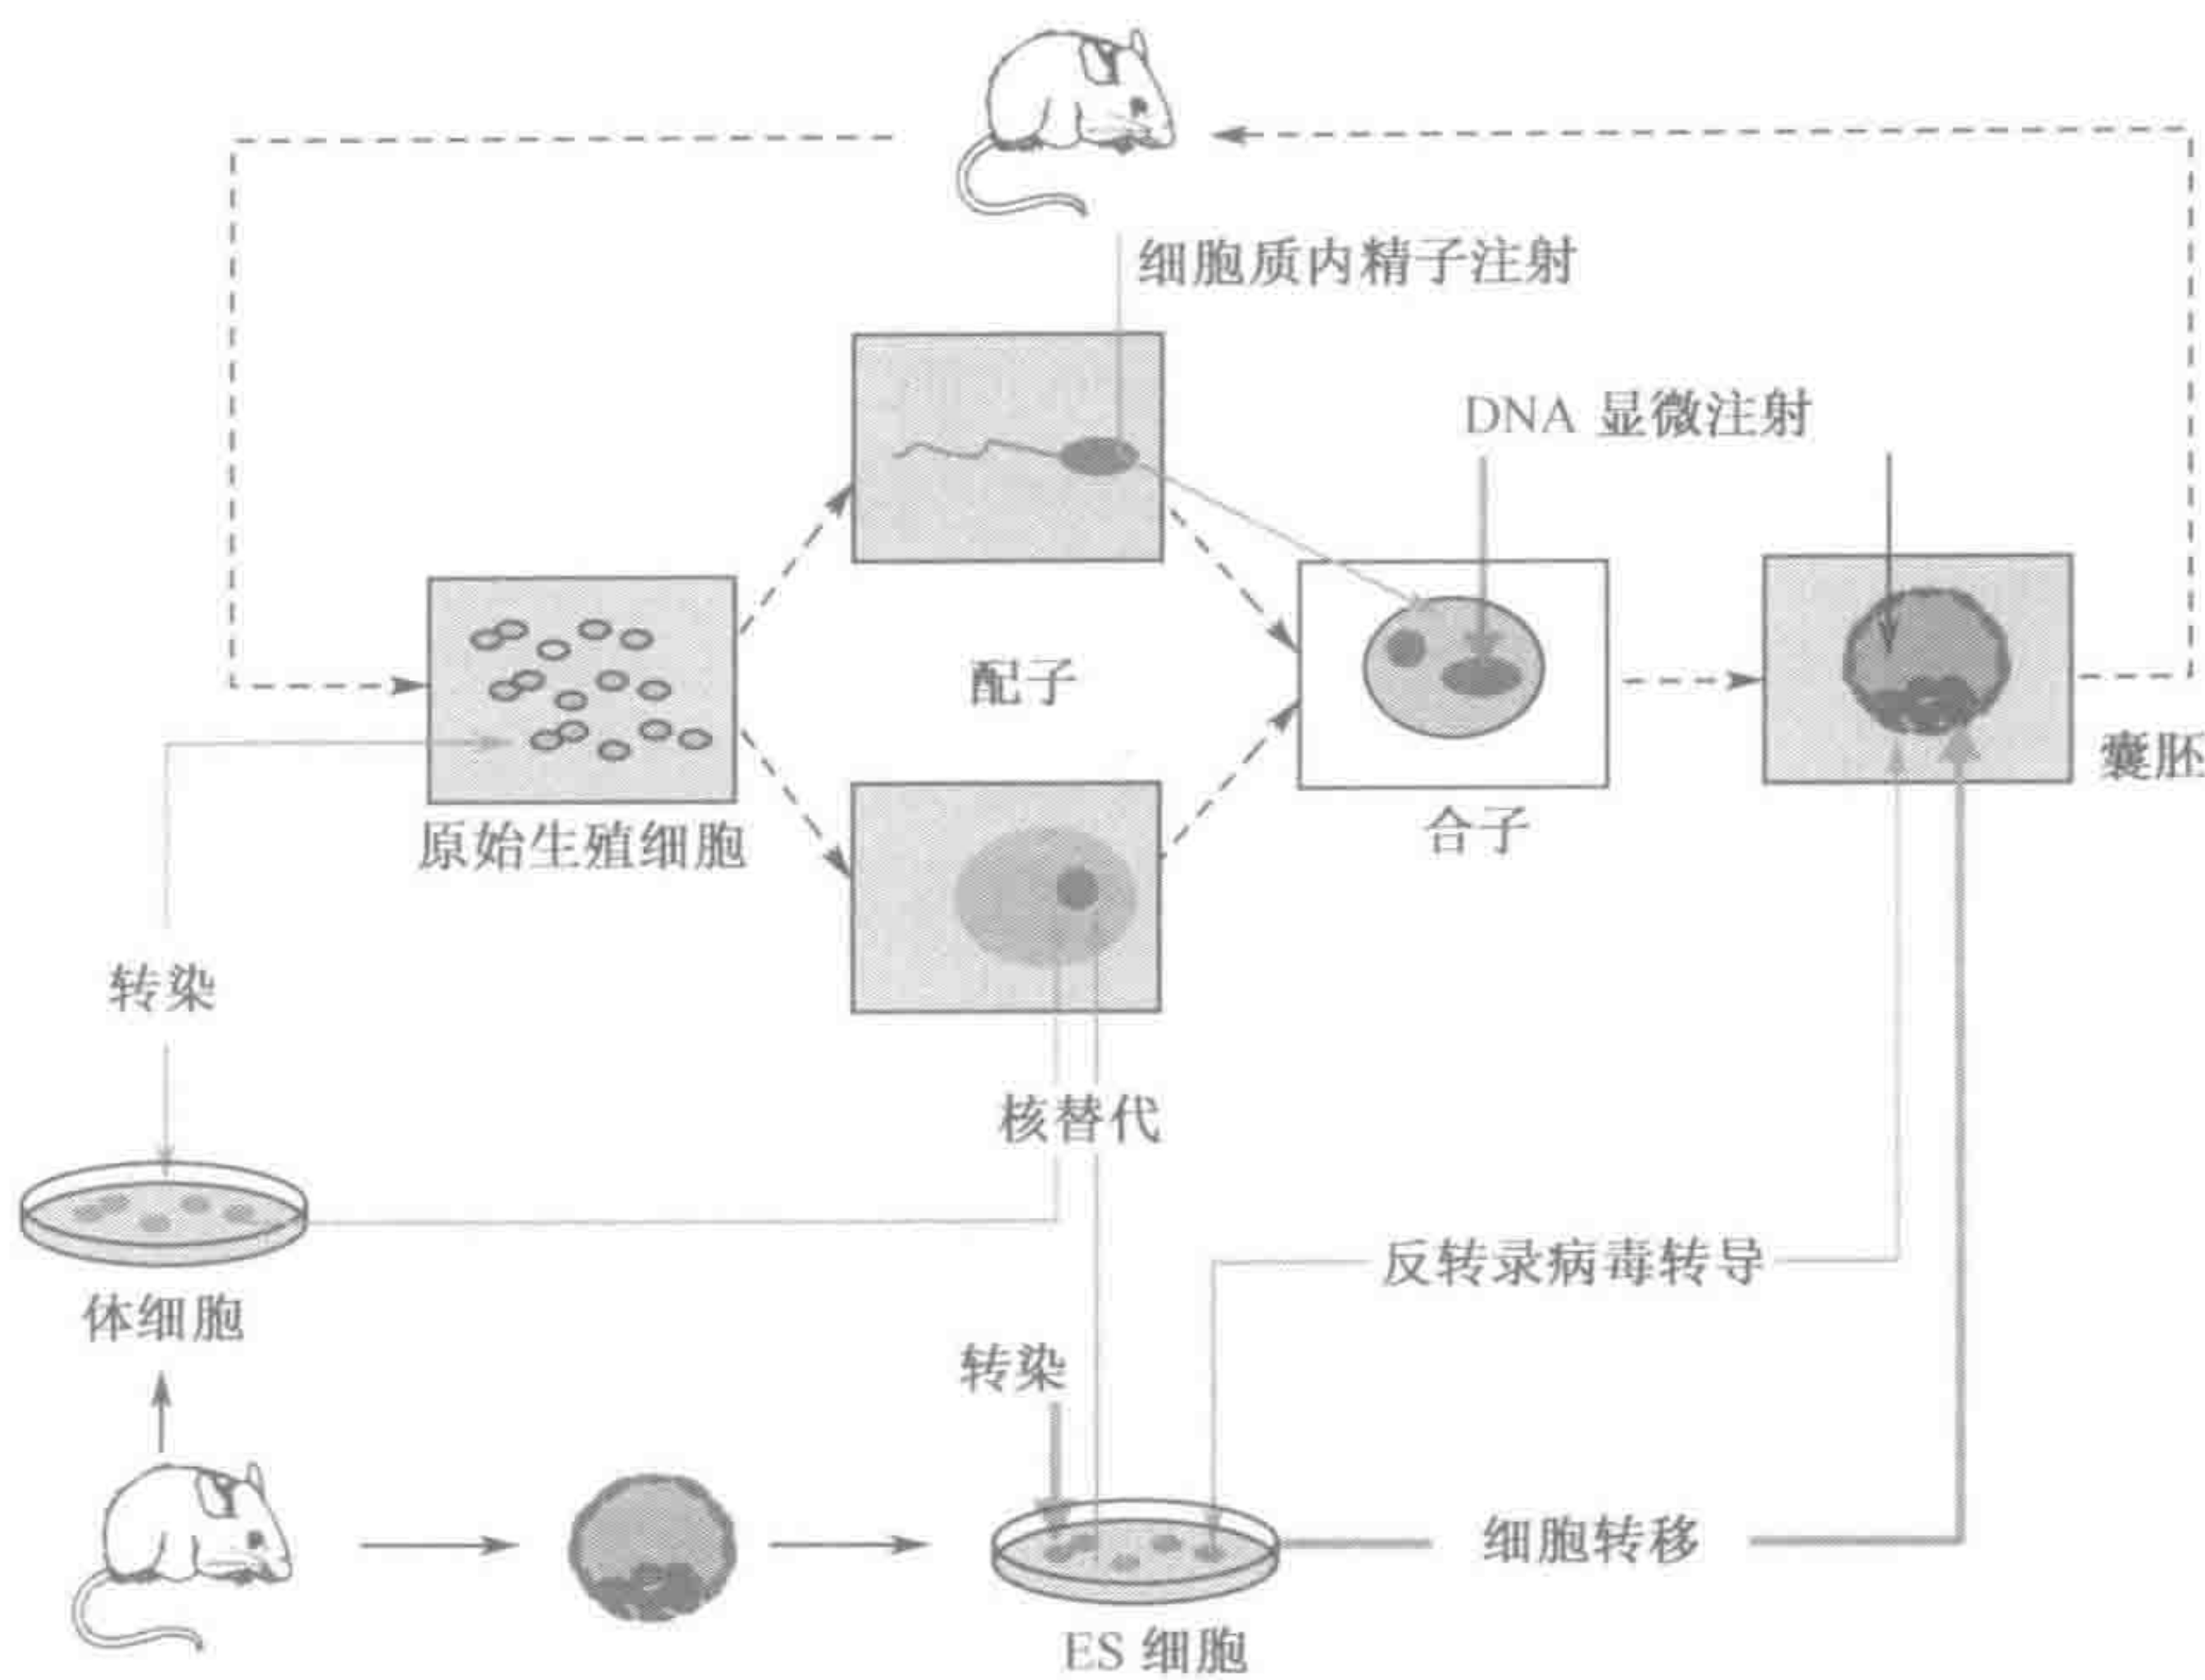 细胞质内精子注射
DNA 显微注射
配子
囊胚
合子
原始生殖细胞
转染
核替代
反转录病毒转导
体细胞
转染
细胞转移
ES 细胞